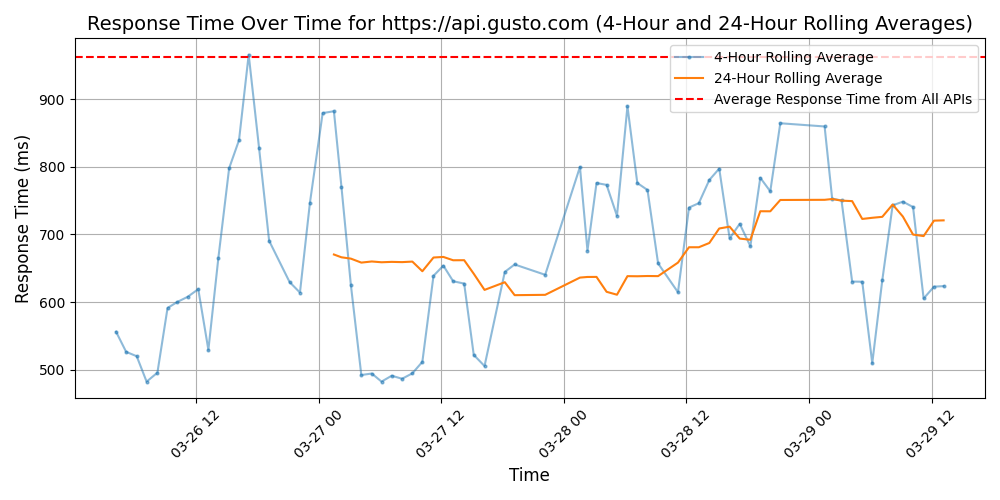 Response Time Over Time for https://api.gusto.com (4-Hour and 24-Hour Rolling Averages)
4-Hour Rolling Average
24-Hour Rolling Average
Average Response Time from All APIs
Response Time (ms)
900
800
700
600
500
03-26 12
03-27 00
03-27 12
03-28 00
03-28 12
03-29 00
03-29 12
Time